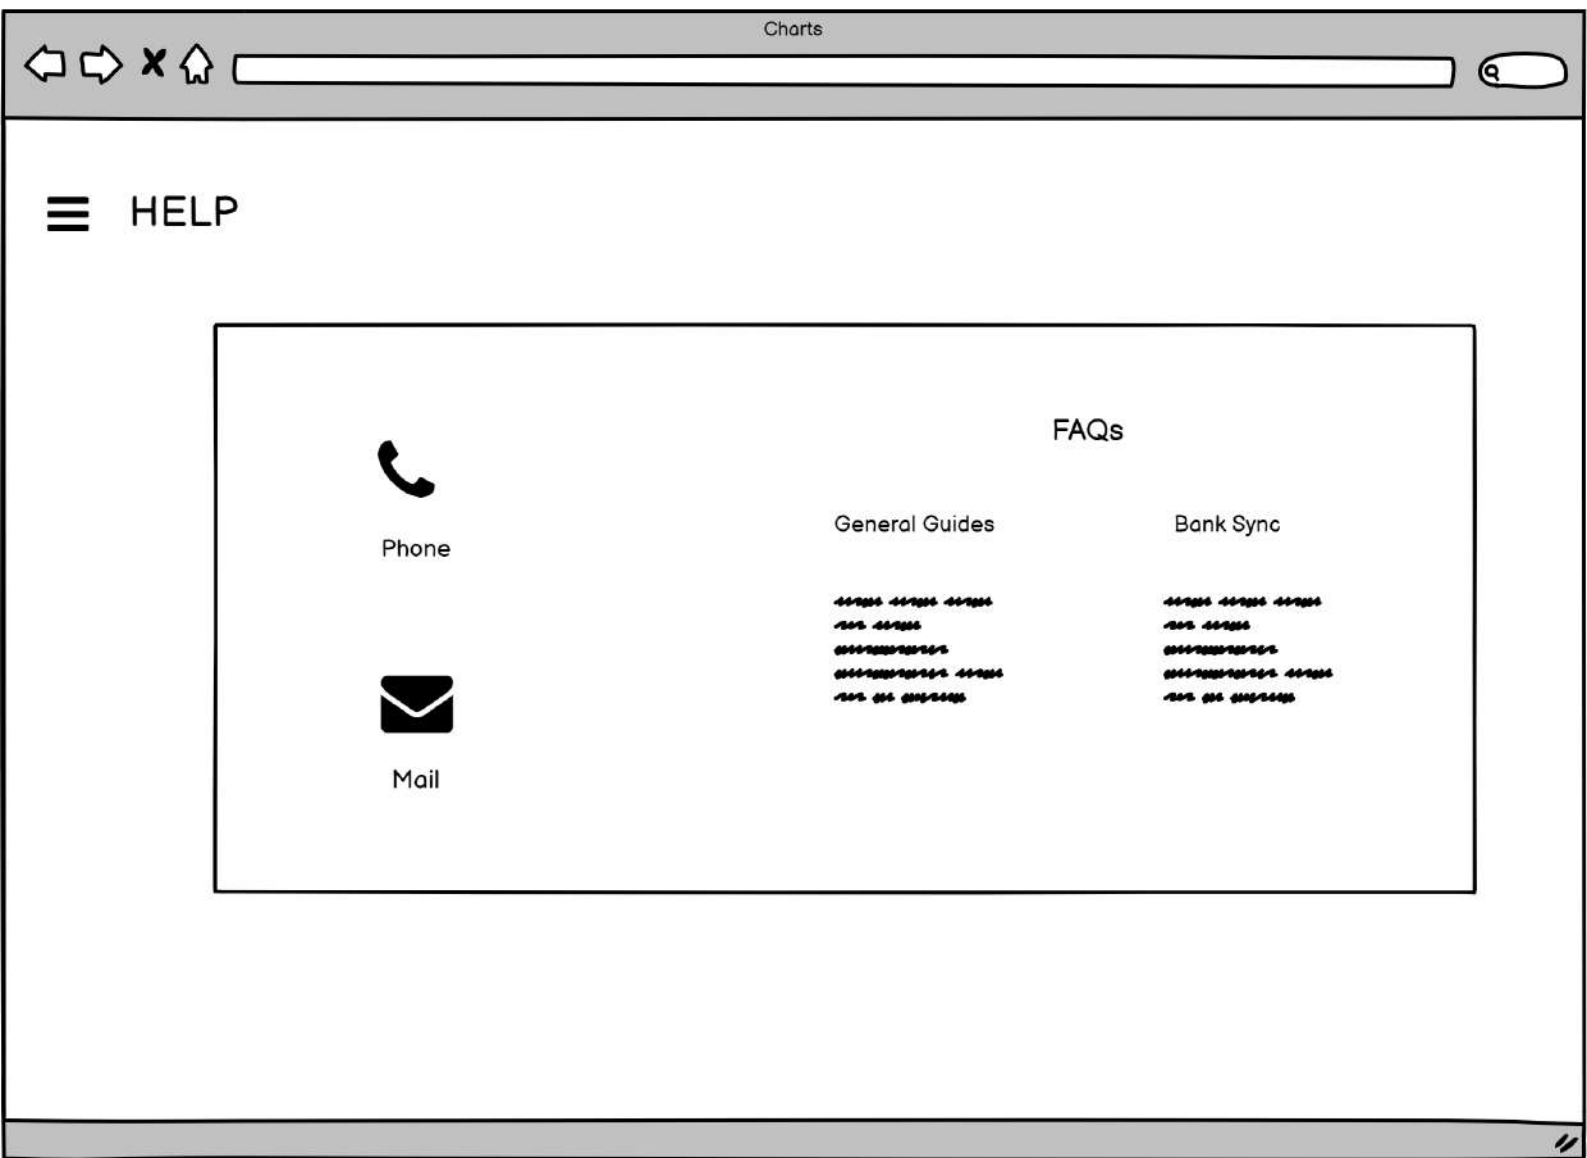 Charts
HELP
Phone
Mail
FAQs
General Guides
Bank Sync